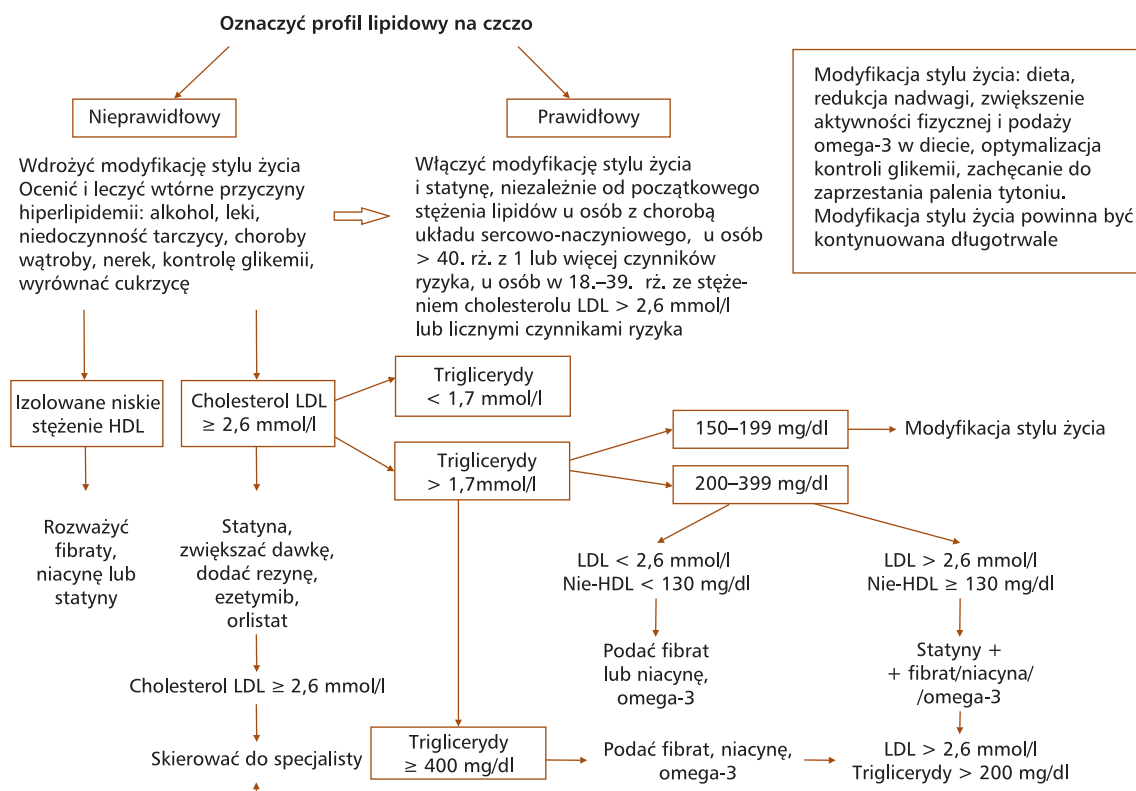 Oznaczyć profil lipidowy na czczo
Nieprawidłowy
Prawidłowy
Modyfikacja stylu życia: dieta,
redukcja nadwagi, zwiększenie
aktywności fizycznej i podaży
omega-3 w diecie, optymalizacja
kontroli glikemii, zachęcanie do
zaprzestania palenia tytoniu.
Modyfikacja stylu życia powinna być
kontynuowana długotrwale
Wdrożyć modyfikację stylu życia
Ocenić i leczyć wtórne przyczyny
hiperlipidemii: alkohol, leki,
niedoczynność tarczycy, choroby
wątroby, nerek, kontrolę glikemii,
wyrównać cukrzycę
Włączyć modyfikację stylu życia
i statynę, niezależnie od początkowego
stężenia lipidów u osób z chorobą
układu sercowo-naczyniowego, u osób
> 40. rż. z 1 lub więcej czynników
ryzyka, u osób w 18.–39. rż. ze stęże-
niem cholesterolu LDL > 2,6 mmol/l
lub licznymi czynnikami ryzyka
Izolowane niskie
stężenie HDL
Cholesterol LDL
≥ 2,6 mmol/l
Triglicerydy
< 1,7 mmol/l
Triglicerydy
> 1,7mmol/l
150–199 mg/dl
Modyfikacja stylu życia
200–399 mg/dl
Rozważyć
fibraty,
niacynę lub
statyny
Statyna,
zwiększać dawkę,
dodać rezynę,
ezetymib,
orlistat
LDL < 2,6 mmol/l
Nie-HDL < 130 mg/dl
LDL > 2,6 mmol/l
Nie-HDL ≥ 130 mg/dl
Podać fibrat
lub niacynę,
omega-3
Statyny +
+ fibrat/niacyna/
/omega-3
Cholesterol LDL ≥ 2,6 mmol/l
Skierować do specjalisty
Triglicerydy
≥ 400 mg/dl
Podać fibrat, niacynę,
omega-3
LDL > 2,6 mmol/l
Triglicerydy > 200 mg/dl